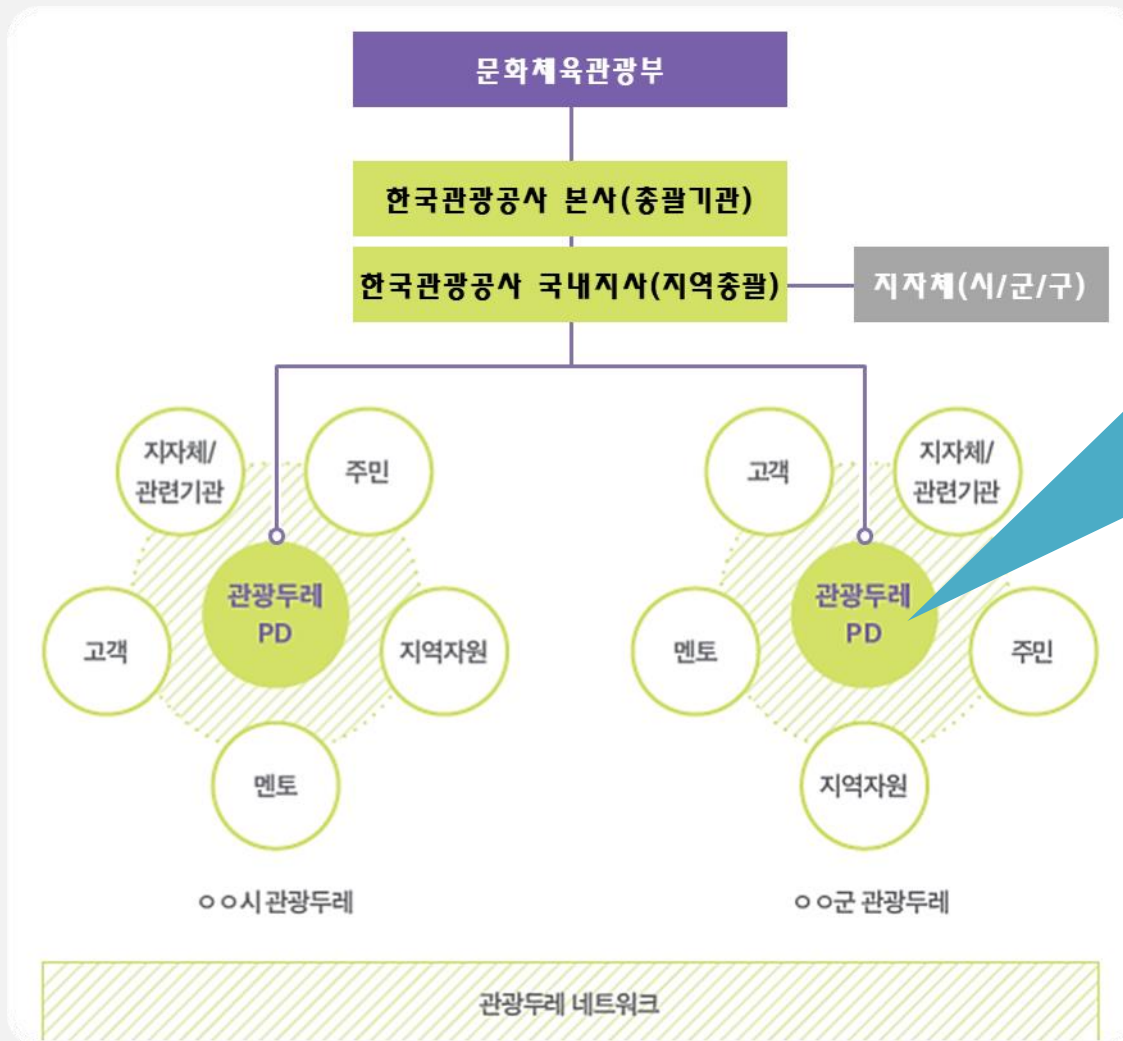 문화체육관광부
한국관광공사 본사(총괄기관)
한국관광공사 국내지사(지역총괄)
지자체(시/군/구)
지자체/
관련기관
주민
관광두레
PD
고객
지역자원
멘토
ㅇㅇ시 관광두레
고객
지자체/
관련기관
관광두레
PD
멘토
주민
지역자원
ㅇㅇ군 관광두레
관광두레 네트워크